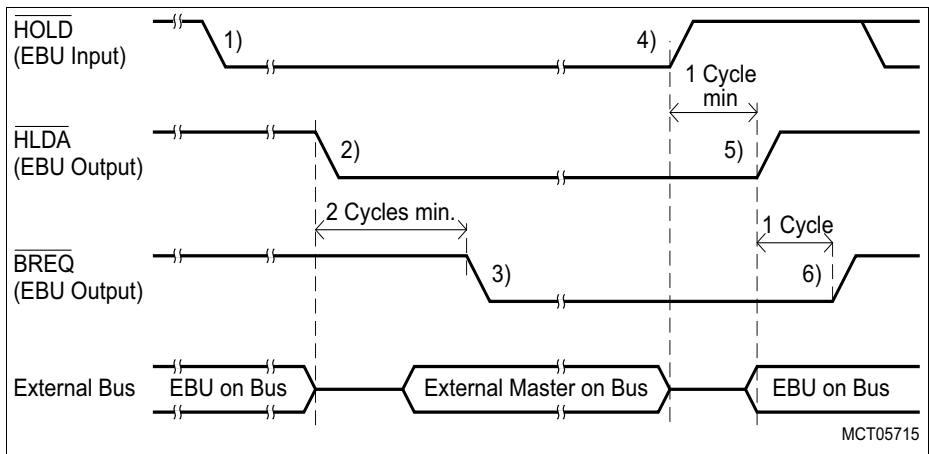 HOLD
(EBU Input)
1)
4)
1 Cycle
min
HLDA
(EBU Output)
2)
5)
2 Cycles min.
1 Cycle
BREQ
(EBU Output)
3)
6)
External Bus
EBU on Bus
External Master on Bus
EBU on Bus
MCT05715